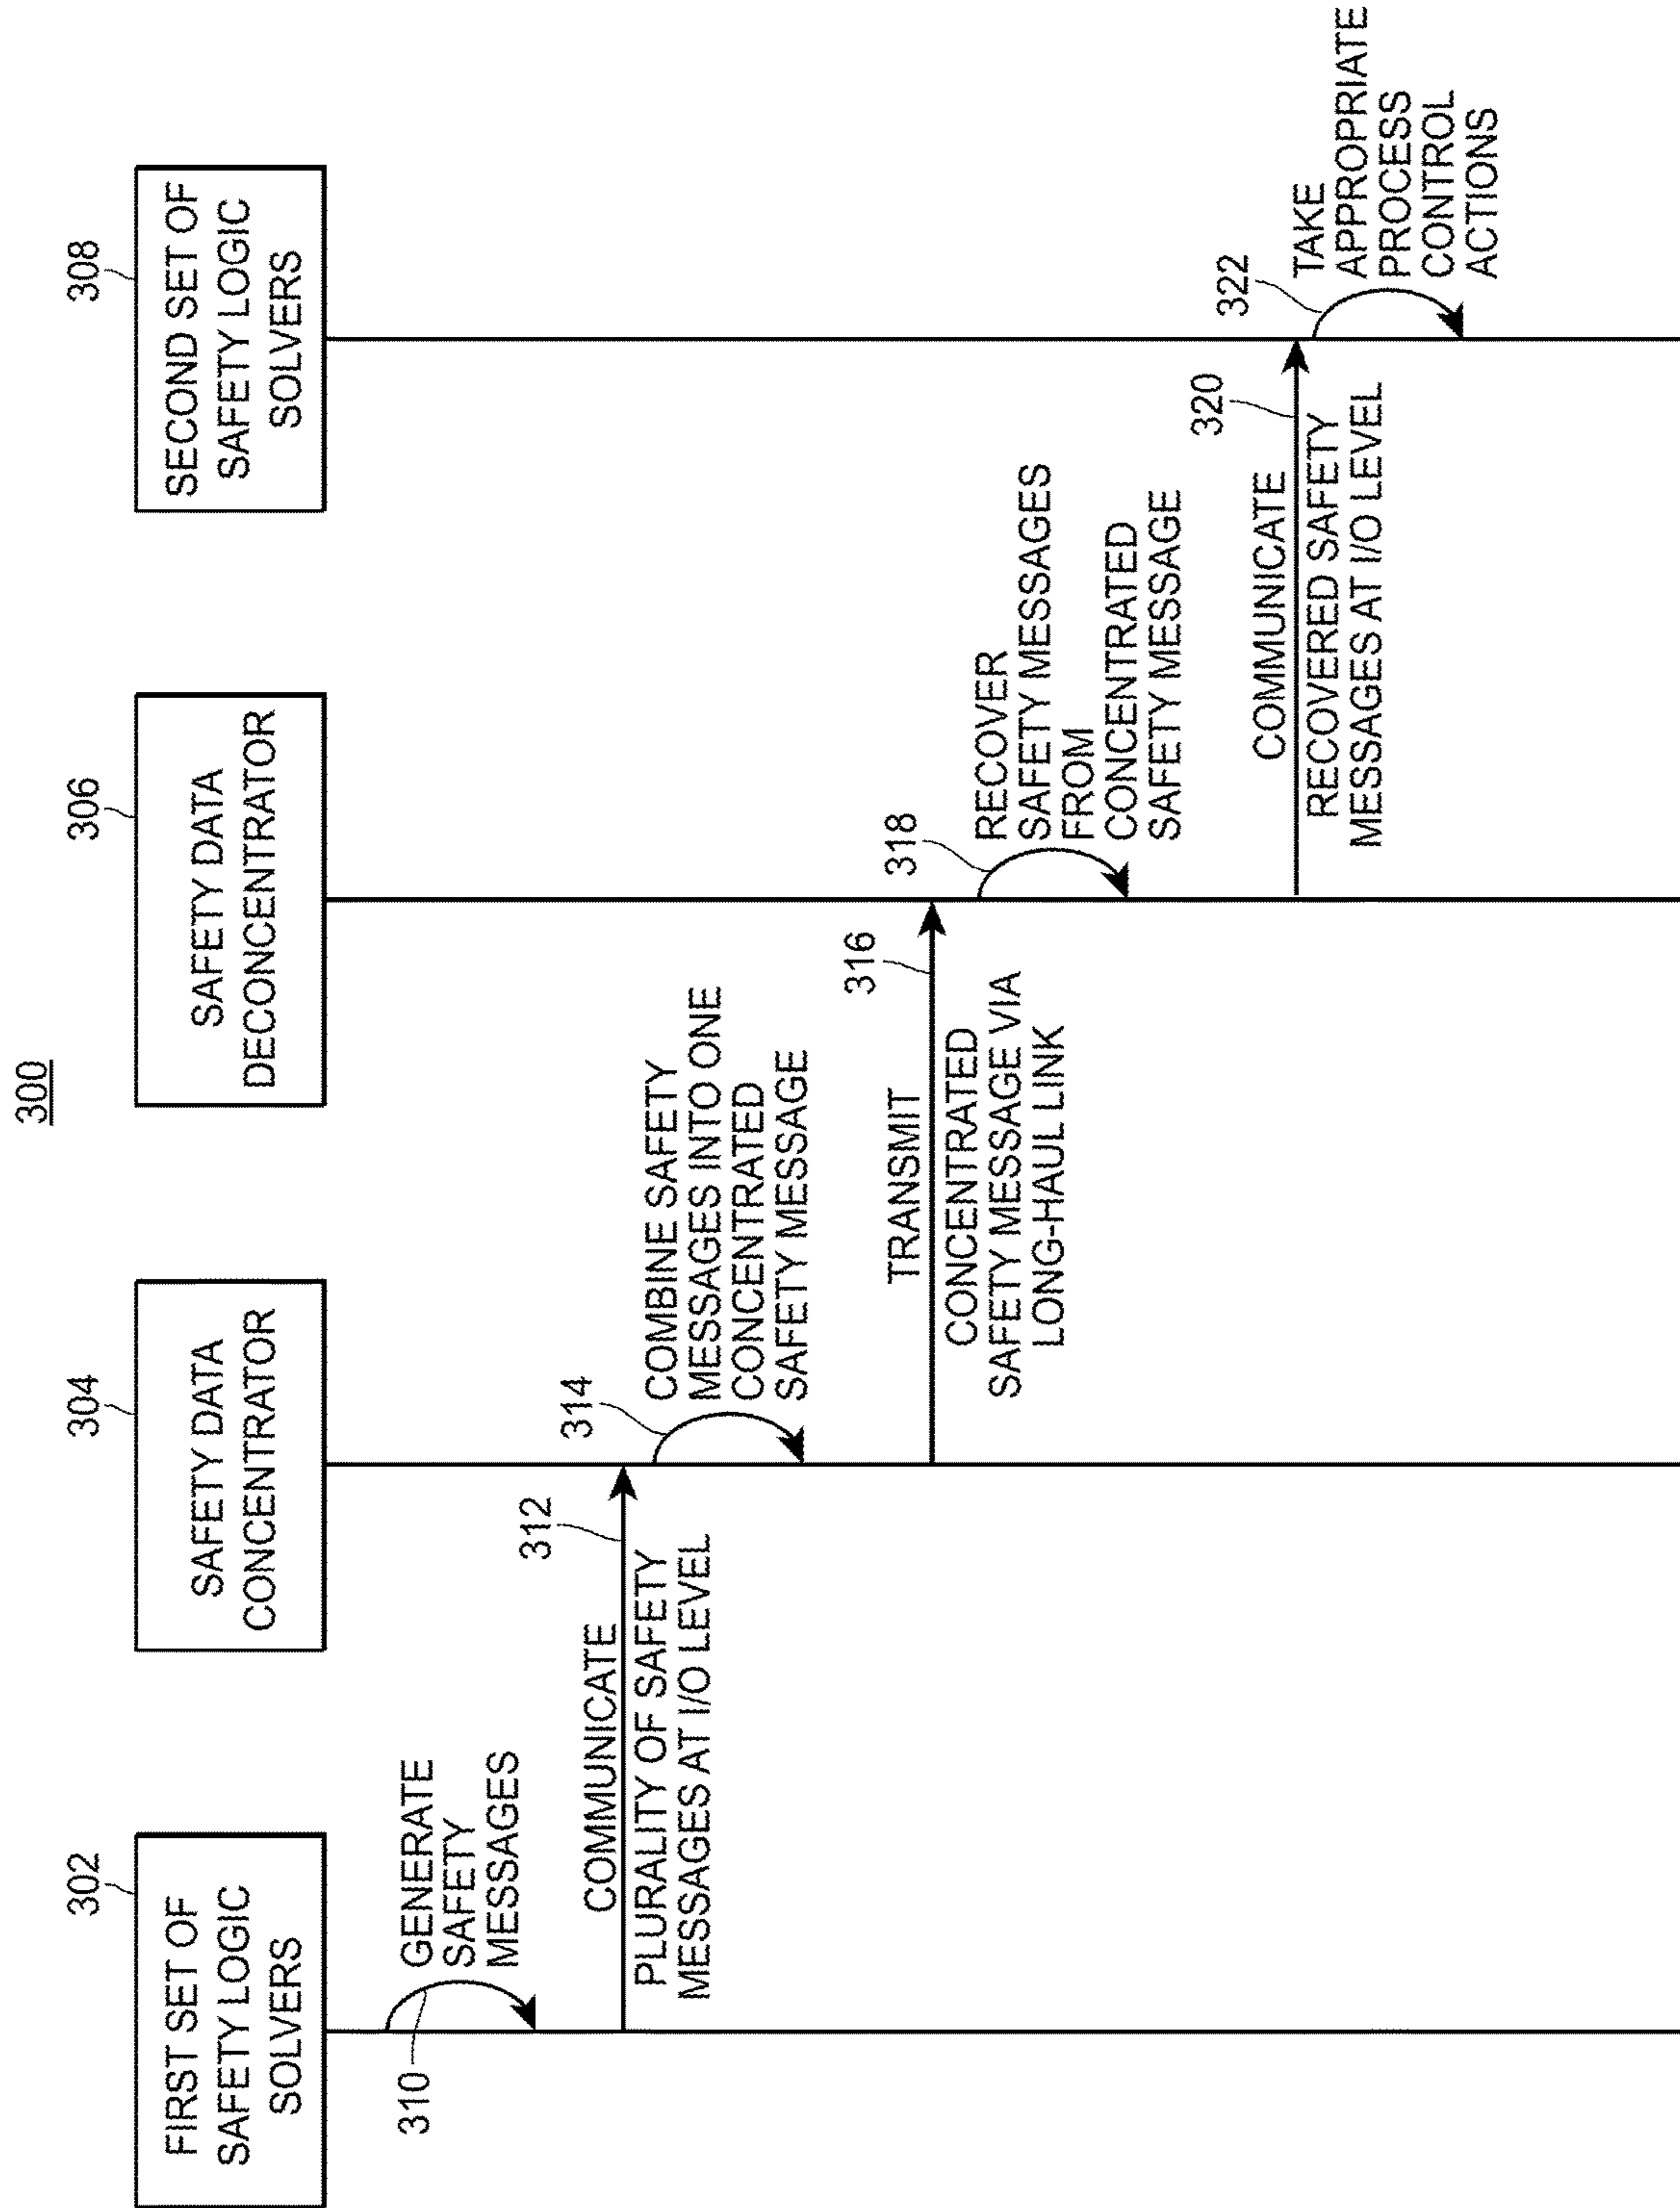 300
302
FIRST SET OF
SAFETY LOGIC
SOLVERS
304
SAFETY DATA
CONCENTRATOR
306
SAFETY DATA
DECONCENTRATOR
308
SECOND SET OF
SAFETY LOGIC
SOLVERS
310
GENERATE
SAFETY
MESSAGES
312
COMMUNICATE
PLURALITY OF SAFETY
MESSAGES AT I/O LEVEL
314
COMBINE SAFETY
MESSAGES INTO ONE
CONCENTRATED
SAFETY MESSAGE
316
TRANSMIT
CONCENTRATED
SAFETY MESSAGE VIA
LONG-HAUL LINK
318
RECOVER
SAFETY MESSAGES
FROM
CONCENTRATED
SAFETY MESSAGE
320
COMMUNICATE
RECOVERED SAFETY
MESSAGES AT I/O LEVEL
322
TAKE
APPROPRIATE
PROCESS
CONTROL
ACTIONS